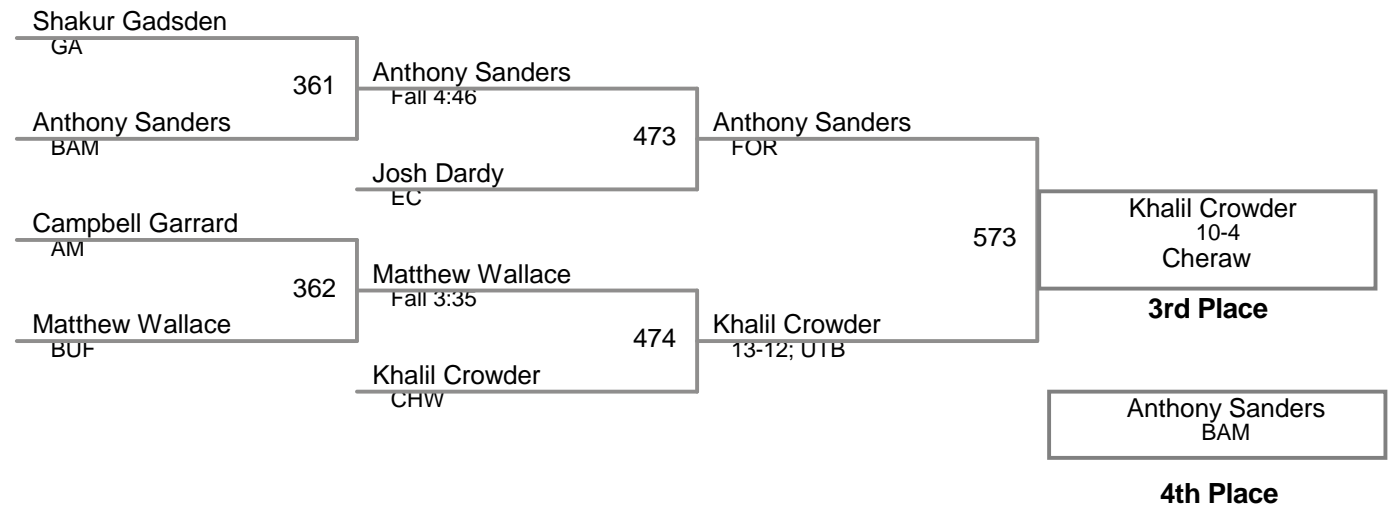 Shakur Gadsden
GA
361
Anthony Sanders
BAM
Campbell Garrard
AM
362
Matthew Wallace
BUF
Anthony Sanders
Fall 4:46
473
Josh Dardy
EC
Matthew Wallace
Fall 3:35
474
Khalil Crowder
CHW
Anthony Sanders
FOR
573
Khalil Crowder
13-12; UTB
Khalil Crowder
10-4
Cheraw
3rd Place
Anthony Sanders
BAM
4th Place